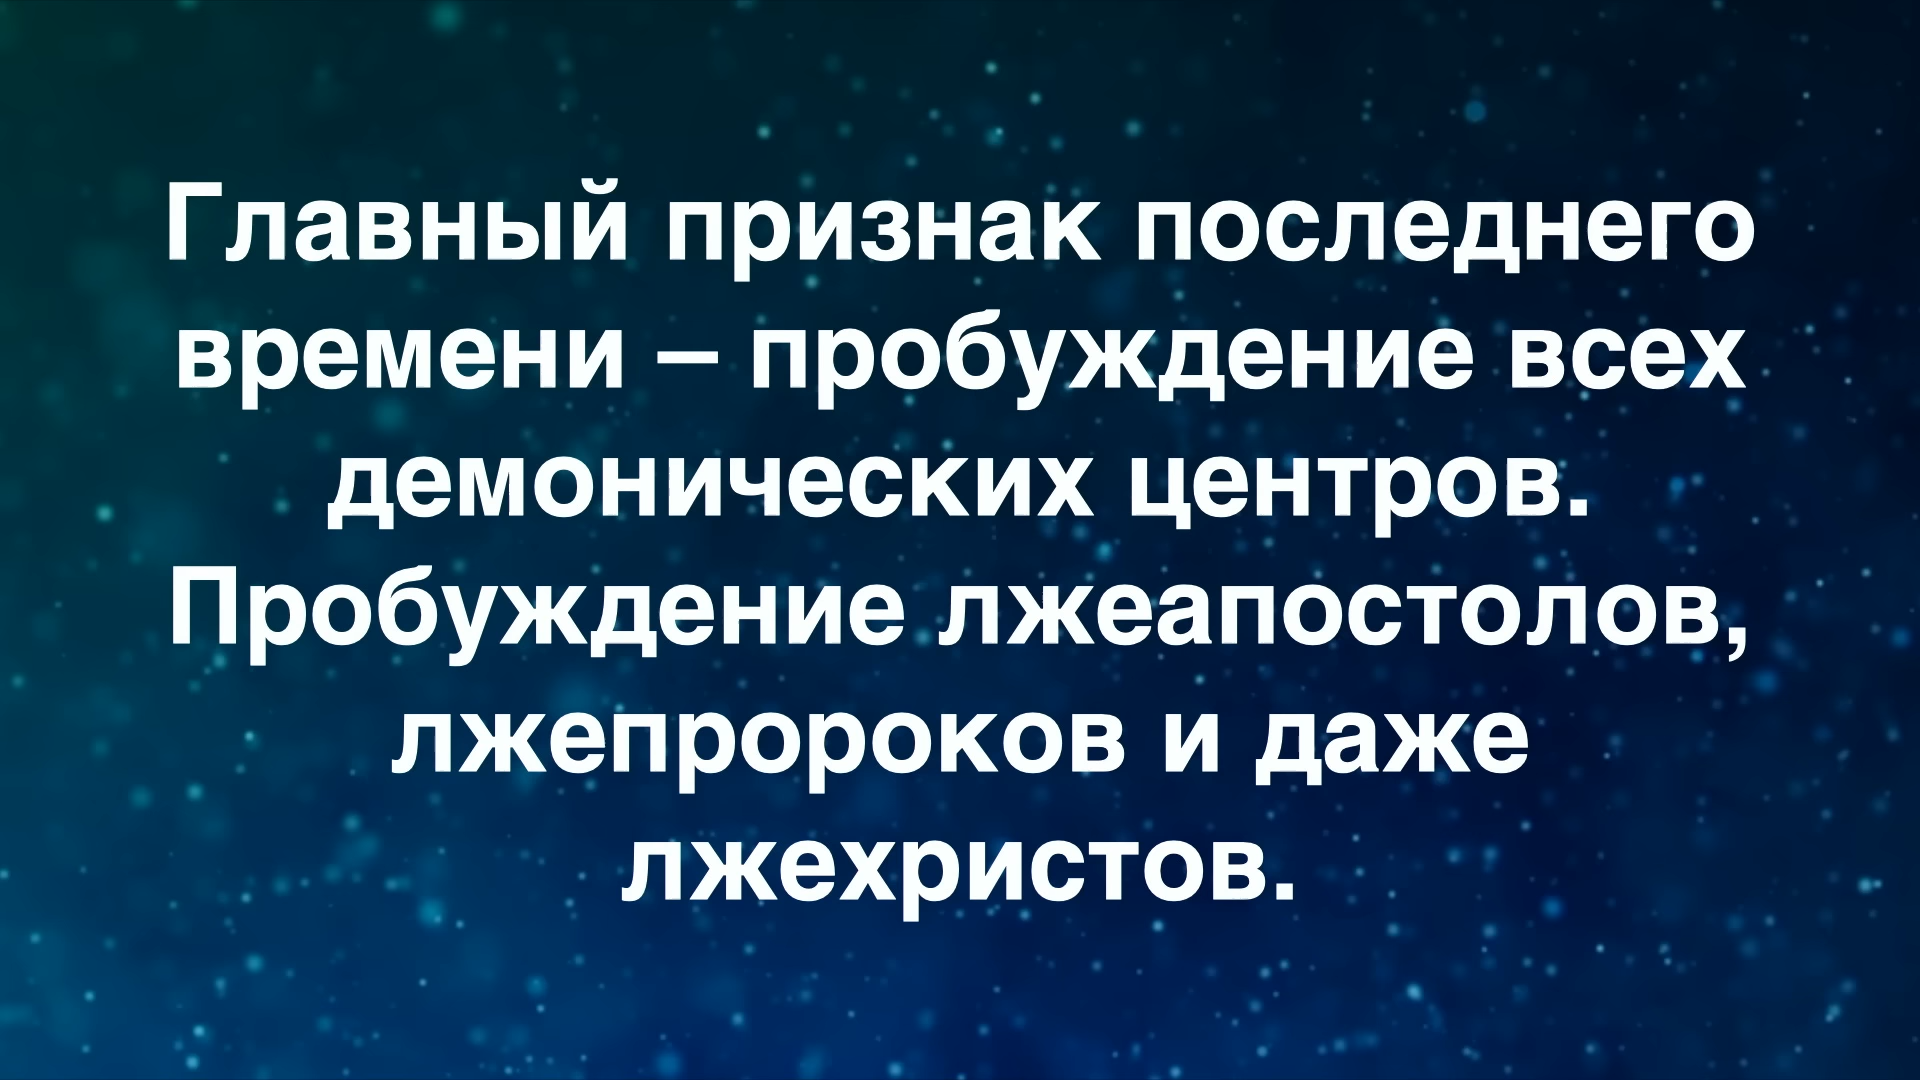 Главный признак последнего
времени – пробуждение всех
демонических центров.
Пробуждение лжеапостолов,
лжепророков и даже
лжехристов.